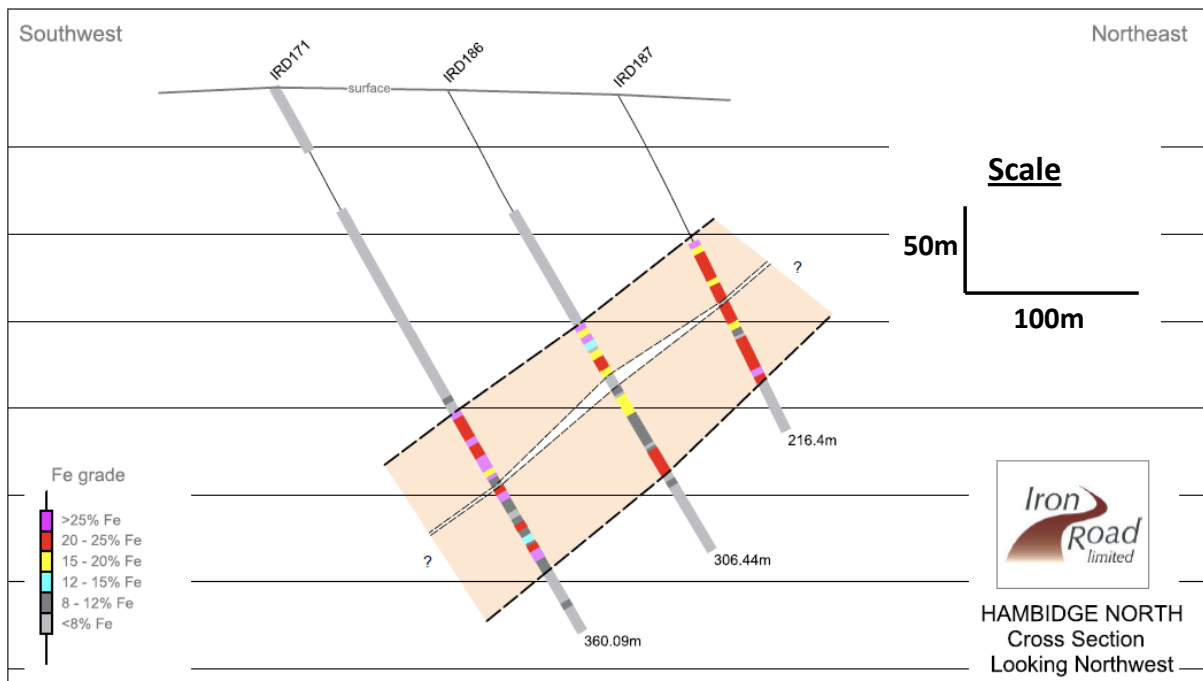 Southwest
Northeast
IRD171
IRD186
IRD187
surface
Scale
50m
100m
?
?
216.4m
306.44m
360.09m
Fe grade
>25% Fe
20 - 25% Fe
15 - 20% Fe
12 - 15% Fe
8 - 12% Fe
<8% Fe
Iron
Road
limited
HAMBIDGE NORTH
Cross Section
Looking Northwest